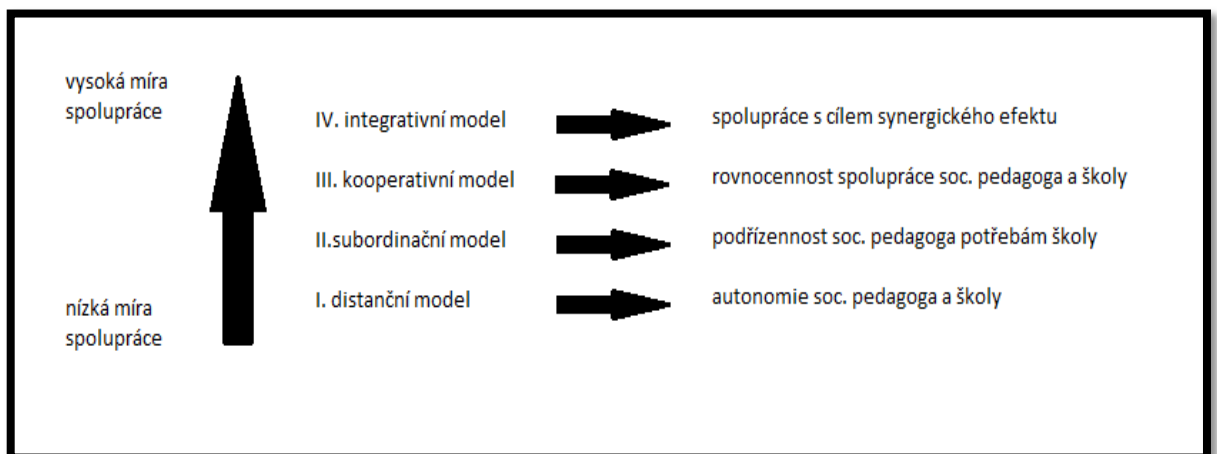 vysoká míra
spolupráce
IV. integrativní model
spolupráce s cílem synergického efektu
III. kooperativní model
rovnocennost spolupráce soc. pedagoga a školy
II.subordinační model
podřízennost soc. pedagoga potřebám školy
I. distanční model
autonomie soc. pedagoga a školy
nízká míra
spolupráce